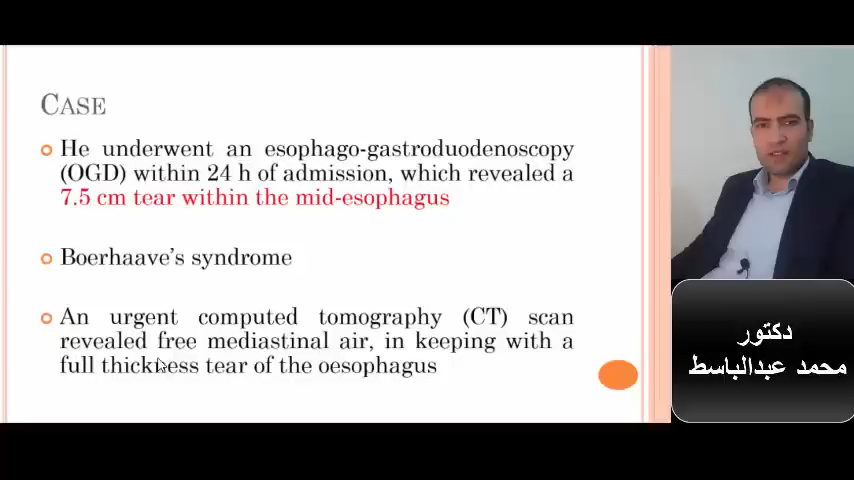 CASE
He underwent an esophago-gastroduodenoscopy
(OGD) within 24 h of admission, which revealed a
7.5 cm tear within the mid-esophagus
Boerhaave's syndrome
An urgent computed tomography (CT) scan
revealed free mediastinal air, in keeping with a
full thickness tear of the oesophagus
دكتور
محمد عبدالباسط